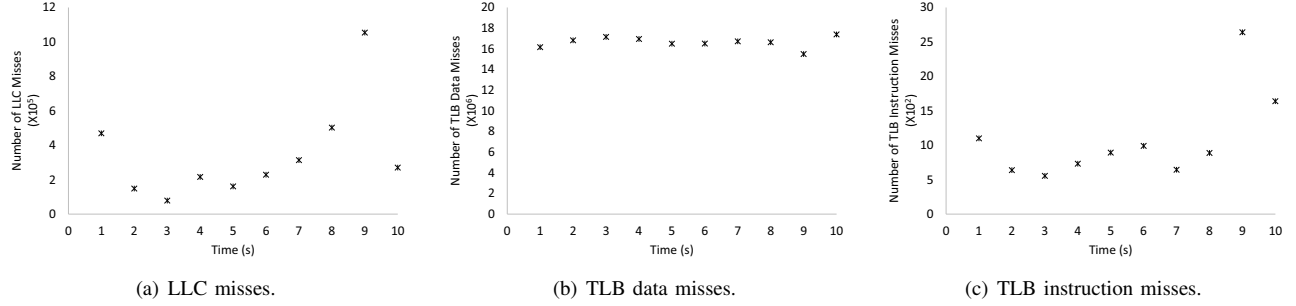 Number of LLC Misses
(X10⁵)
12
10
8
6
4
2
0
0 1 2 3 4 5 6 7 8 9 10
Time (s)
(a) LLC misses.
Number of TLB Data Misses
(X10⁶)
20
18
16
14
12
10
8
6
4
2
0
0 1 2 3 4 5 6 7 8 9 10
Time (s)
(b) TLB data misses.
Number of TLB Instruction Misses
(X10²)
30
25
20
15
10
5
0
0 1 2 3 4 5 6 7 8 9 10
Time (s)
(c) TLB instruction misses.